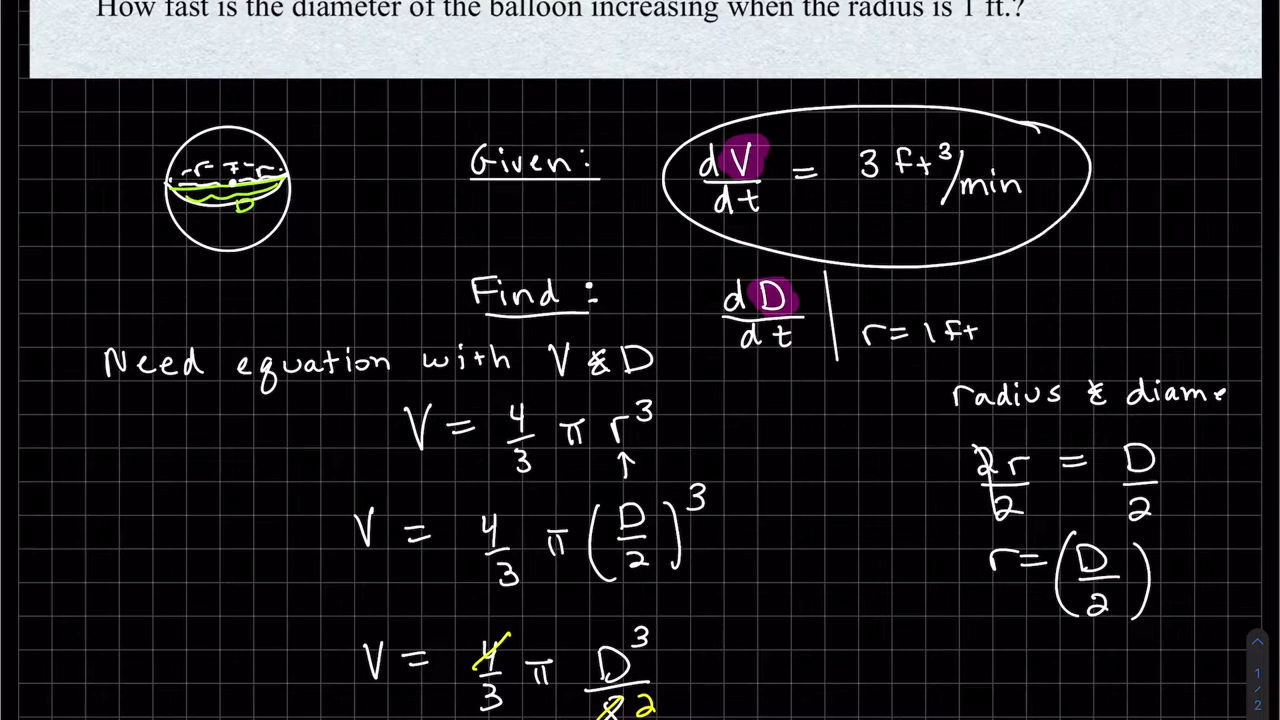 How fast is the diameter of the balloon increasing when the radius is 1 ft.?
-r- + -r-
D
Given: dV/dt = 3 ft³/min
Find: dD/dt | r = 1ft
Need equation with V & D
radius & diame
V = 4/3 π r³
↑
2r/2 = D/2
V = 4/3 π (D/2)³
r = (D/2)
V = 4/3 π D³/8 2
1/2